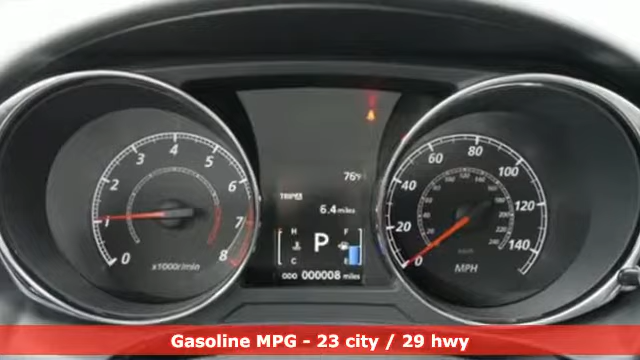 0 1 2 3 4 5 6 7 8
x1000r/min
76°F
TRIP A
6.4 miles
H F
P
C E
ODO 000008 miles
0 20 40 60 80 100 120 140
MPH
Gasoline MPG - 23 city / 29 hwy